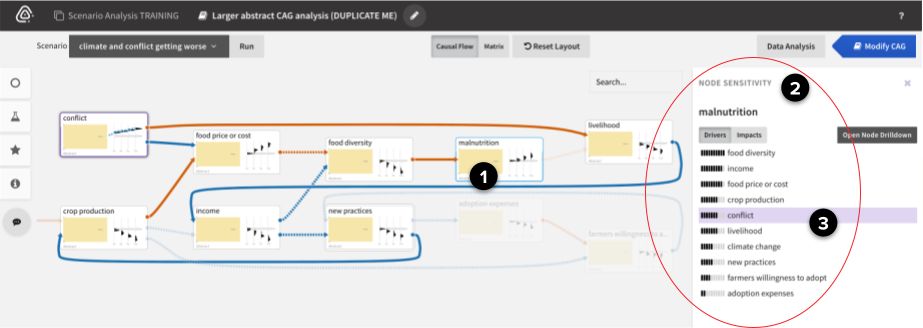 Scenario Analysis TRAINING
Larger abstract CAG analysis (DUPLICATE ME)
?
Scenario
climate and conflict getting worse
Run
Causal Flow
Matrix
Reset Layout
Data Analysis
Modify CAG
Search...
NODE SENSITIVITY
2
×
malnutrition
Drivers
Impacts
Open Node Drilldown
food diversity
income
food price or cost
crop production
conflict
3
livelihood
climate change
new practices
farmers willingness to adopt
adoption expenses
conflict
food price or cost
food diversity
malnutrition
1
livelihood
crop production
income
new practices
adoption expenses
farmers willingness to a...